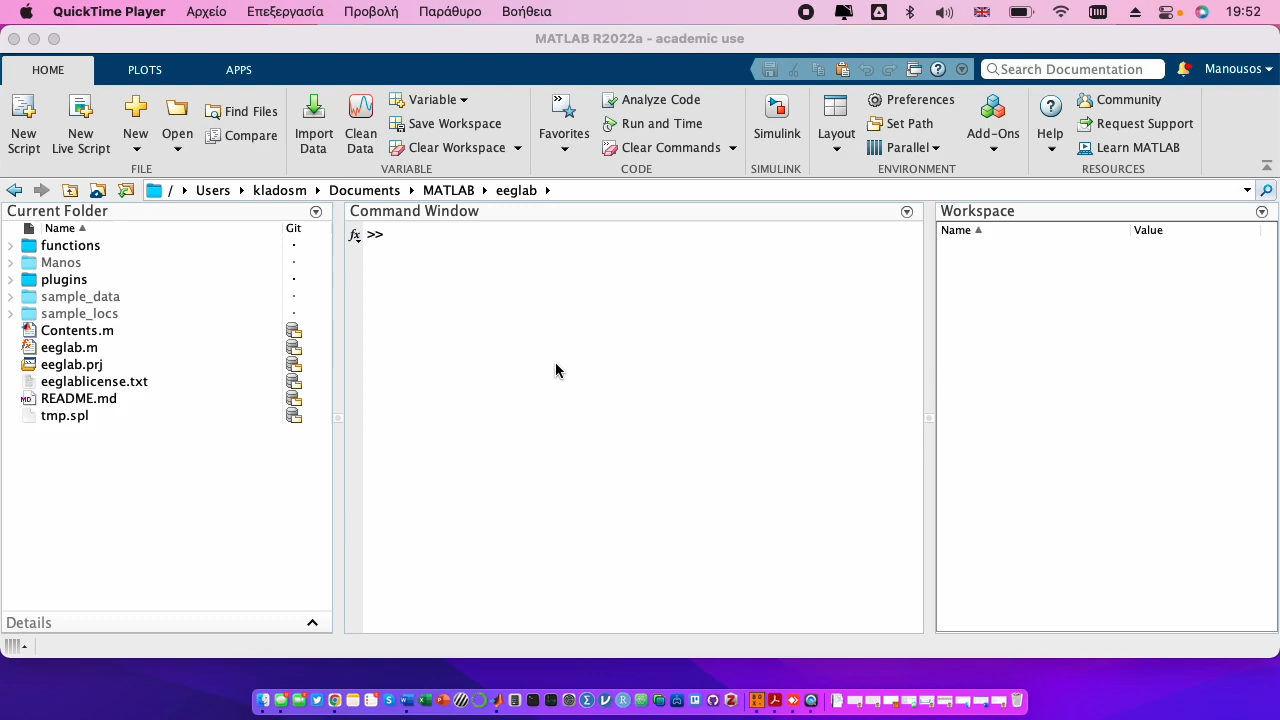 QuickTime Player Αρχείο Επεξεργασία Προβολή Παράθυρο Βοήθεια 19:52
MATLAB R2022a - academic use
HOME PLOTS APPS Search Documentation Manousos
New Script
New Live Script
New
Open
Find Files
Compare
FILE
Import Data
Clean Data
Variable
Save Workspace
Clear Workspace
VARIABLE
Favorites
Analyze Code
Run and Time
Clear Commands
CODE
Simulink
SIMULINK
Layout
Preferences
Set Path
Parallel
Add-Ons
ENVIRONMENT
Help
Community
Request Support
Learn MATLAB
RESOURCES
/ Users kladosm Documents MATLAB eeglab
Current Folder
Name Git
functions
Manos
plugins
sample_data
sample_locs
Contents.m
eeglab.m
eeglab.prj
eeglablicense.txt
README.md
tmp.spl
Details
Command Window
fx >>
Workspace
Name Value